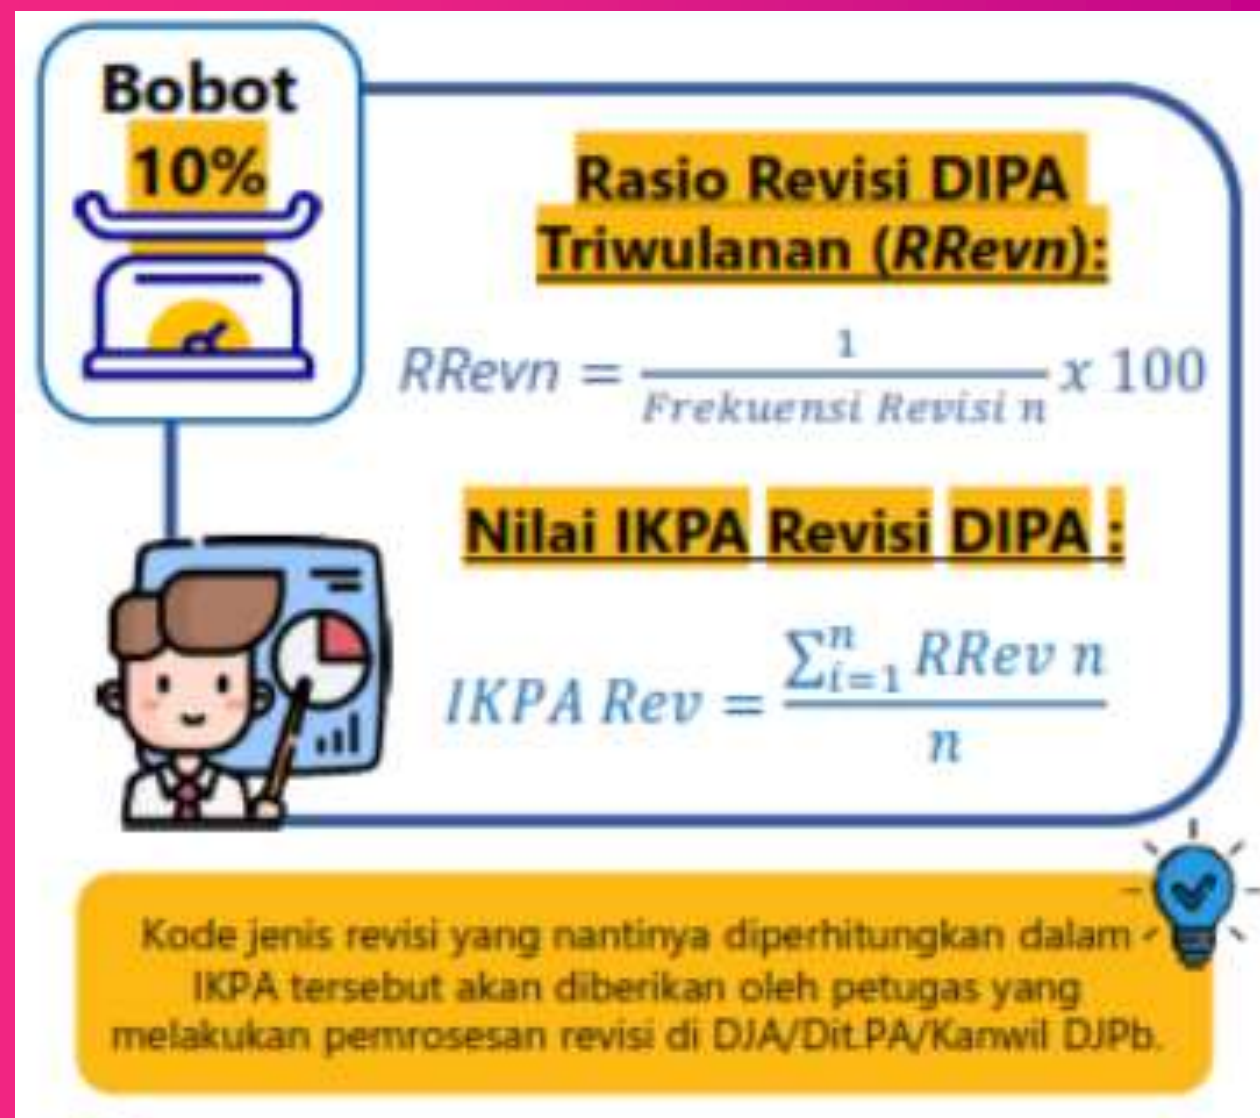 Bobot
10%
Rasio Revisi DIPA
Triwulanan (RRevn):
RRevn = 1 / Frekuensi Revisi n x 100
Nilai IKPA Revisi DIPA :
IKPA Rev = ∑ⁿᵢ₌₁ RRev n / n
Kode jenis revisi yang nantinya diperhitungkan dalam
IKPA tersebut akan diberikan oleh petugas yang
melakukan pemrosesan revisi di DJA/Dit.PA/Kanwil DJPb.